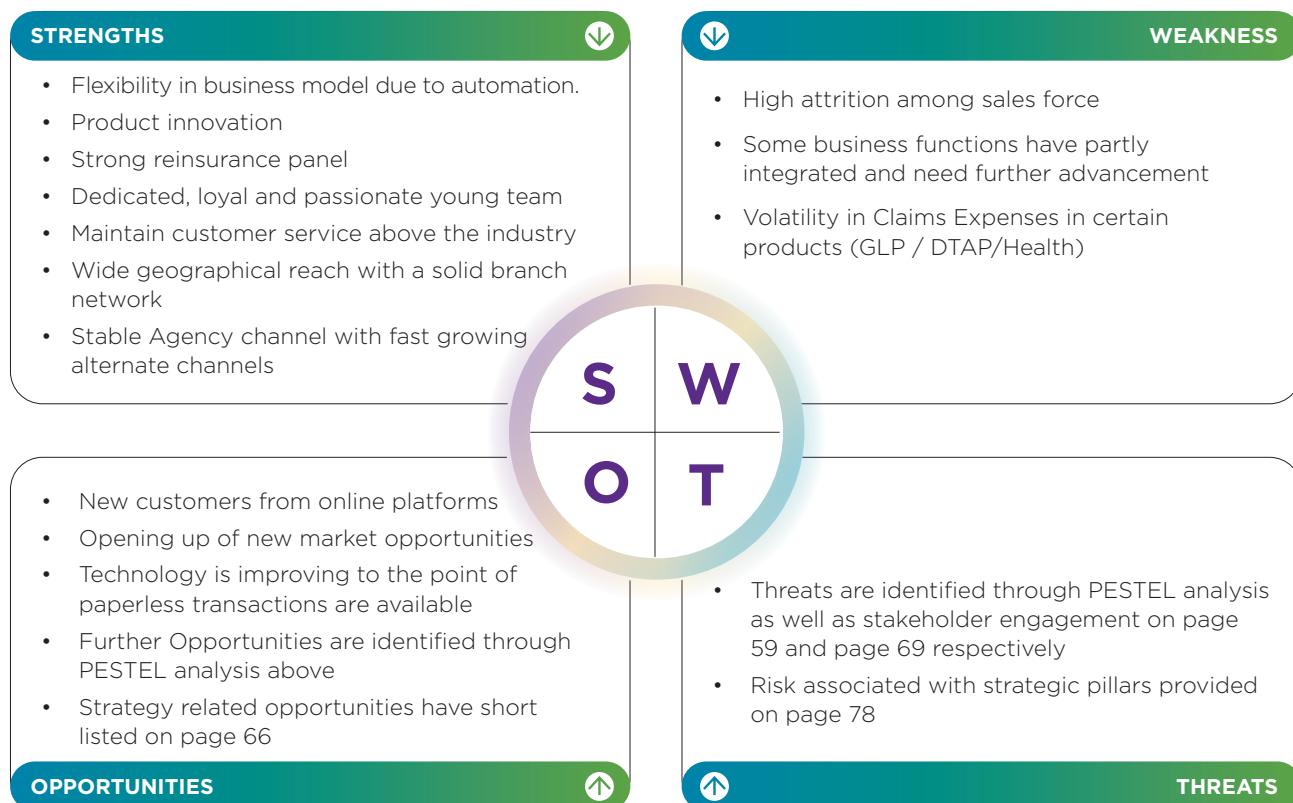 STRENGTHS
• Flexibility in business model due to automation.
• Product innovation
• Strong reinsurance panel
• Dedicated, loyal and passionate young team
• Maintain customer service above the industry
• Wide geographical reach with a solid branch
network
• Stable Agency channel with fast growing
alternate channels
WEAKNESS
• High attrition among sales force
• Some business functions have partly
integrated and need further advancement
• Volatility in Claims Expenses in certain
products (GLP / DTAP/Health)
S W
O T
• New customers from online platforms
• Opening up of new market opportunities
• Technology is improving to the point of
paperless transactions are available
• Further Opportunities are identified through
PESTEL analysis above
• Strategy related opportunities have short
listed on page 66
OPPORTUNITIES
• Threats are identified through PESTEL analysis
as well as stakeholder engagement on page
59 and page 69 respectively
• Risk associated with strategic pillars provided
on page 78
THREATS